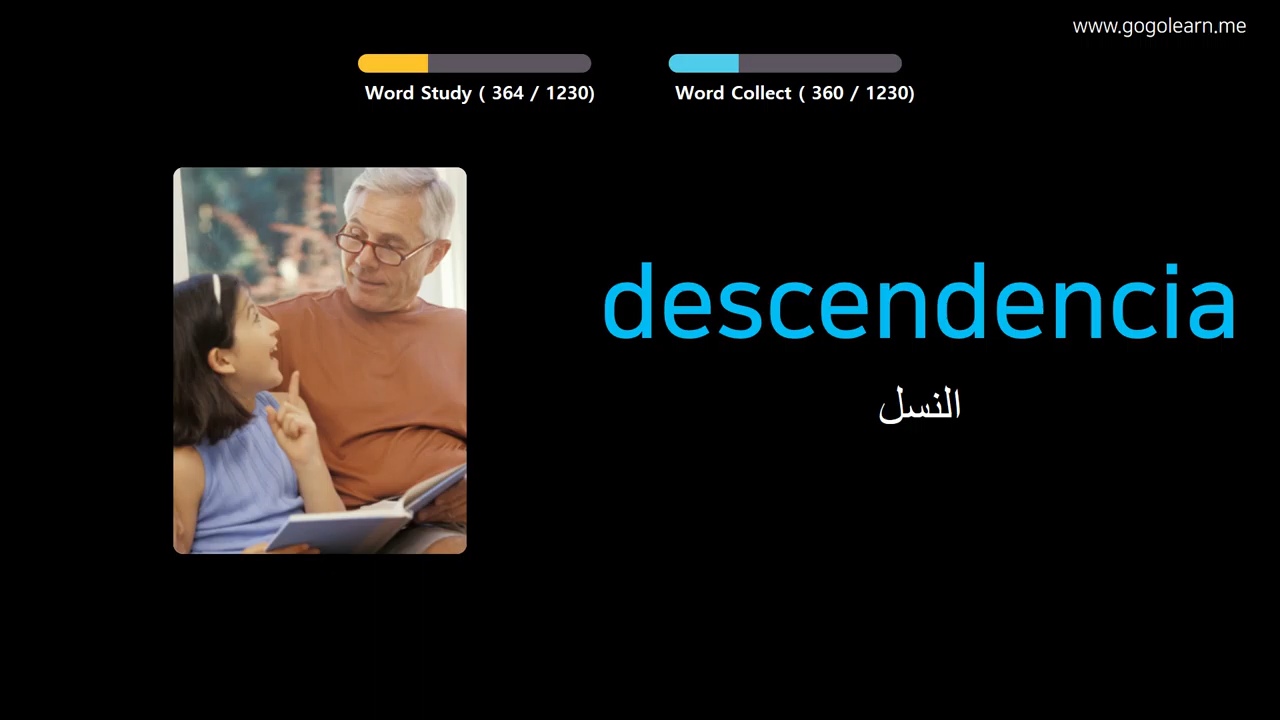 www.gogolearn.me
Word Study ( 364 / 1230)
Word Collect ( 360 / 1230)
descendencia
النسل